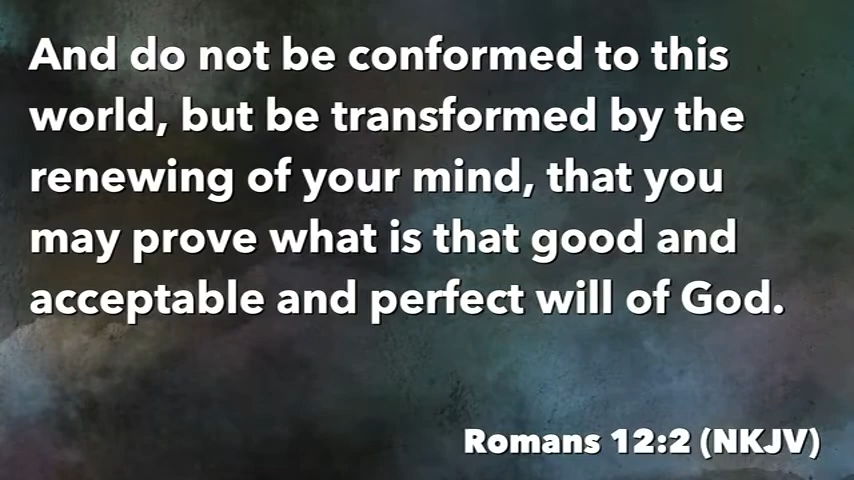 And do not be conformed to this
world, but be transformed by the
renewing of your mind, that you
may prove what is that good and
acceptable and perfect will of God.
Romans 12:2 (NKJV)